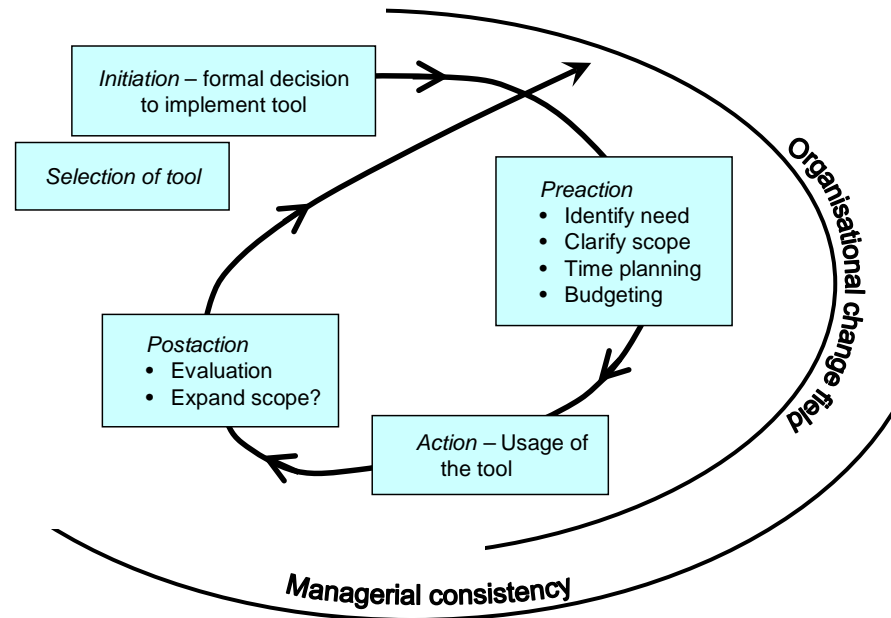 Initiation – formal decision
to implement tool
Selection of tool
Preaction
• Identify need
• Clarify scope
• Time planning
• Budgeting
Postaction
• Evaluation
• Expand scope?
Action – Usage of
the tool
Organisational change field
Managerial consistency